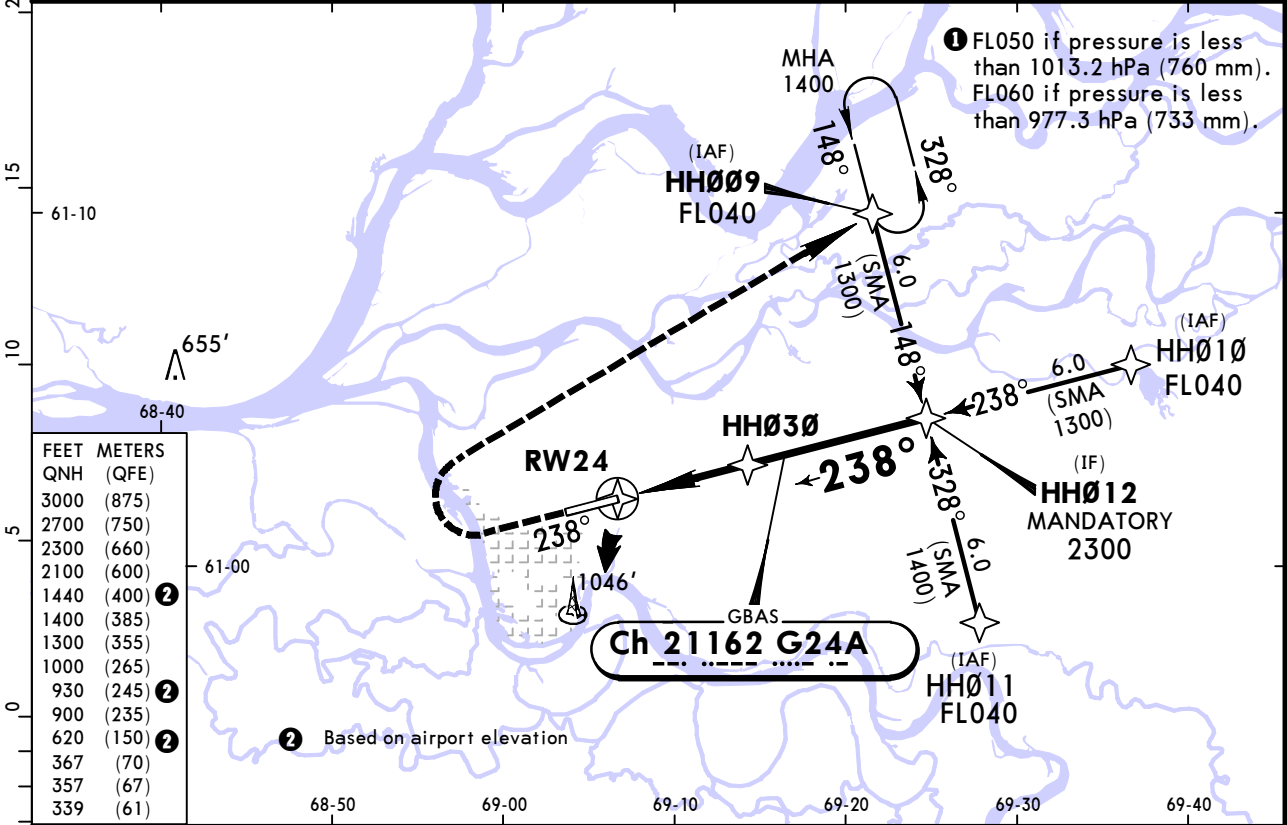 ❶ FL050 if pressure is less
than 1013.2 hPa (760 mm).
FL060 if pressure is less
than 977.3 hPa (733 mm).
MHA
1400
148°
328°
(IAF)
HHØØ9
FL040
6.0
(SMA
1300)
148°
(IAF)
HHØ1Ø
FL040
6.0
(SMA
1300)
238°
655'
HHØ3Ø
238°
RW24
238°
(IF)
HHØ12
MANDATORY
2300
328°
6.0
(SMA
1400)
(IAF)
HHØ11
FL040
1046'
GBAS
Ch 21162 G24A
FEET METERS
QNH (QFE)
3000 (875)
2700 (750)
2300 (660)
2100 (600)
1440 (400) ❷
1400 (385)
1300 (355)
1000 (265)
930 (245) ❷
900 (235)
620 (150) ❷
367 (70)
357 (67)
339 (61)
❷ Based on airport elevation
15
10
5
0
61-10
61-00
68-40
68-50
69-00
69-10
69-20
69-30
69-40